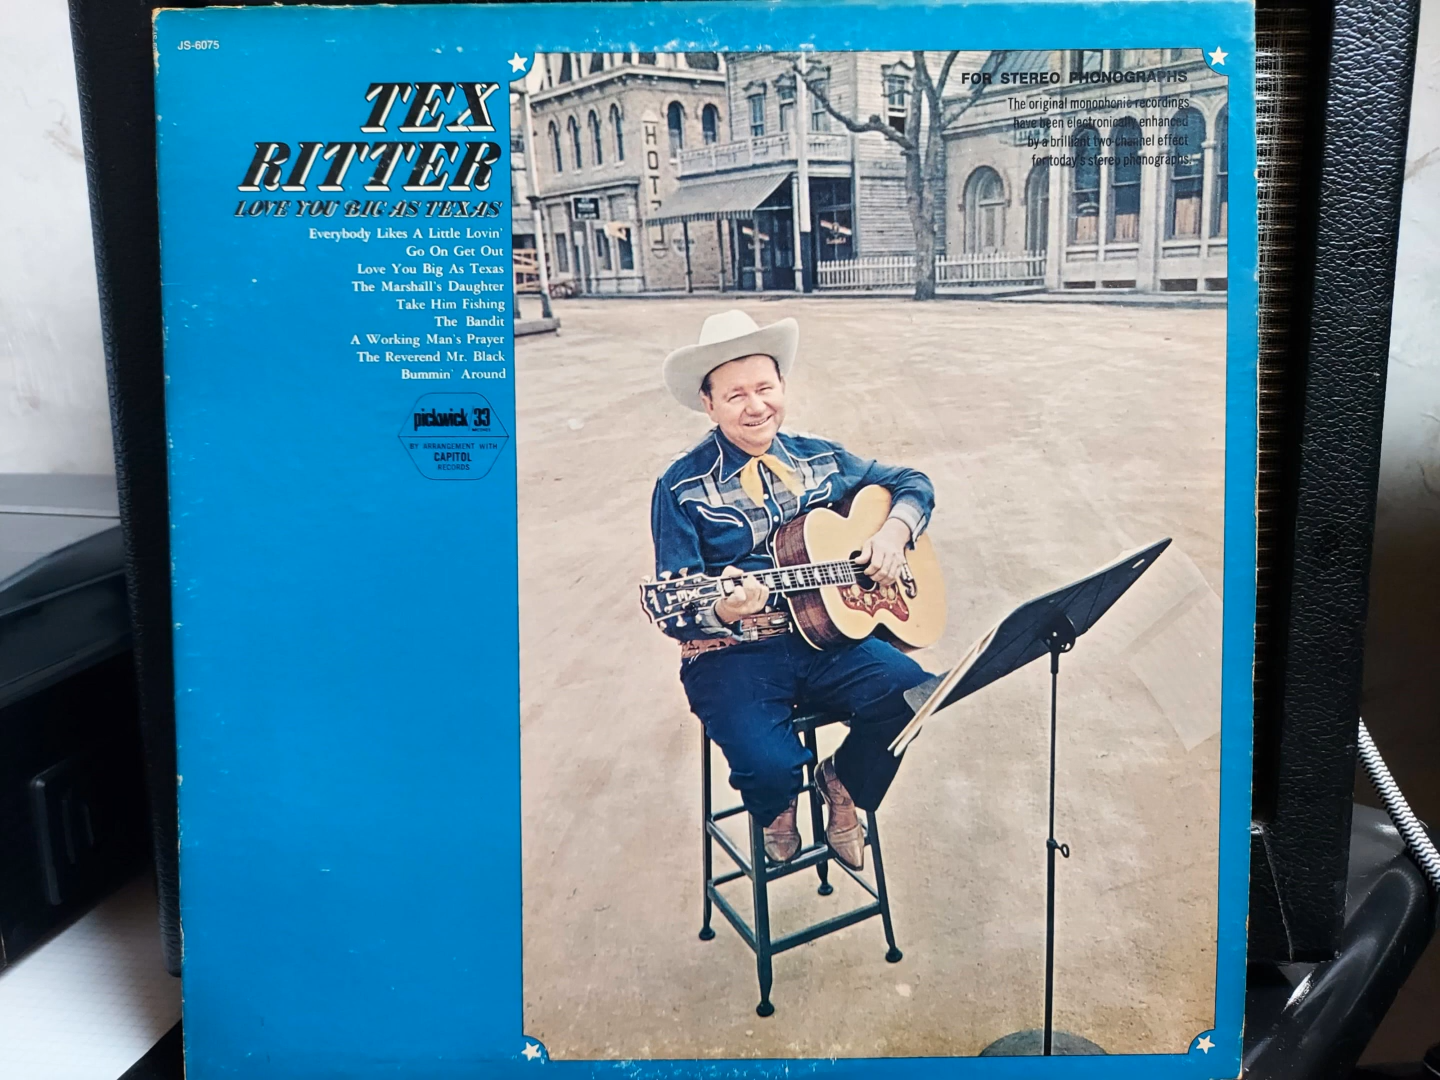 JS-6075
TEX
RITTER
LOVE YOU BIG AS TEXAS
Everybody Likes A Little Lovin'
Go On Get Out
Love You Big As Texas
The Marshall's Daughter
Take Him Fishing
The Bandit
A Working Man's Prayer
The Reverend Mr. Black
Bummin' Around
pickwick 33
RECORDS
BY ARRANGEMENT WITH
CAPITOL
RECORDS
FOR STEREO PHONOGRAPHS
The original monophonic recordings
have been electronically enhanced
by a brilliant two-channel effect
for today's stereo phonographs.
HOTEL
TEX